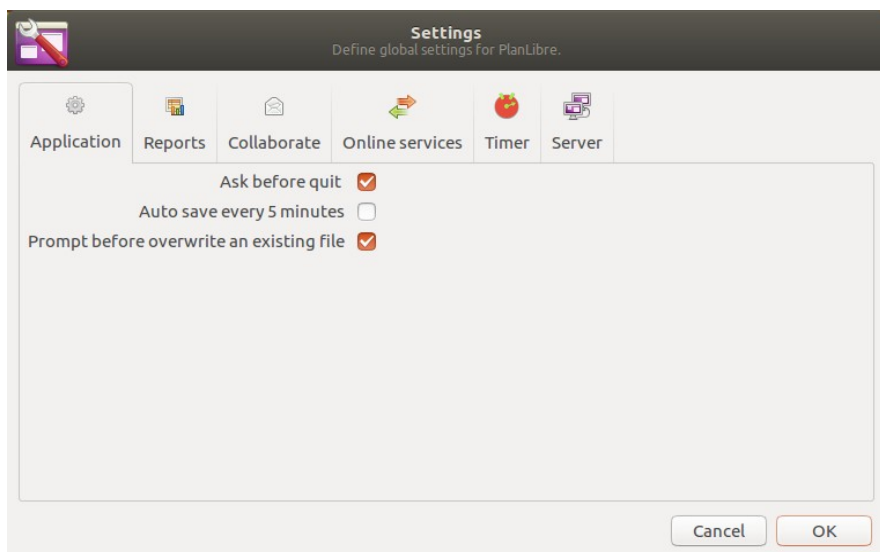 Settings
Define global settings for PlanLibre.
Application Reports Collaborate Online services Timer Server
Ask before quit
Auto save every 5 minutes
Prompt before overwrite an existing file
Cancel OK